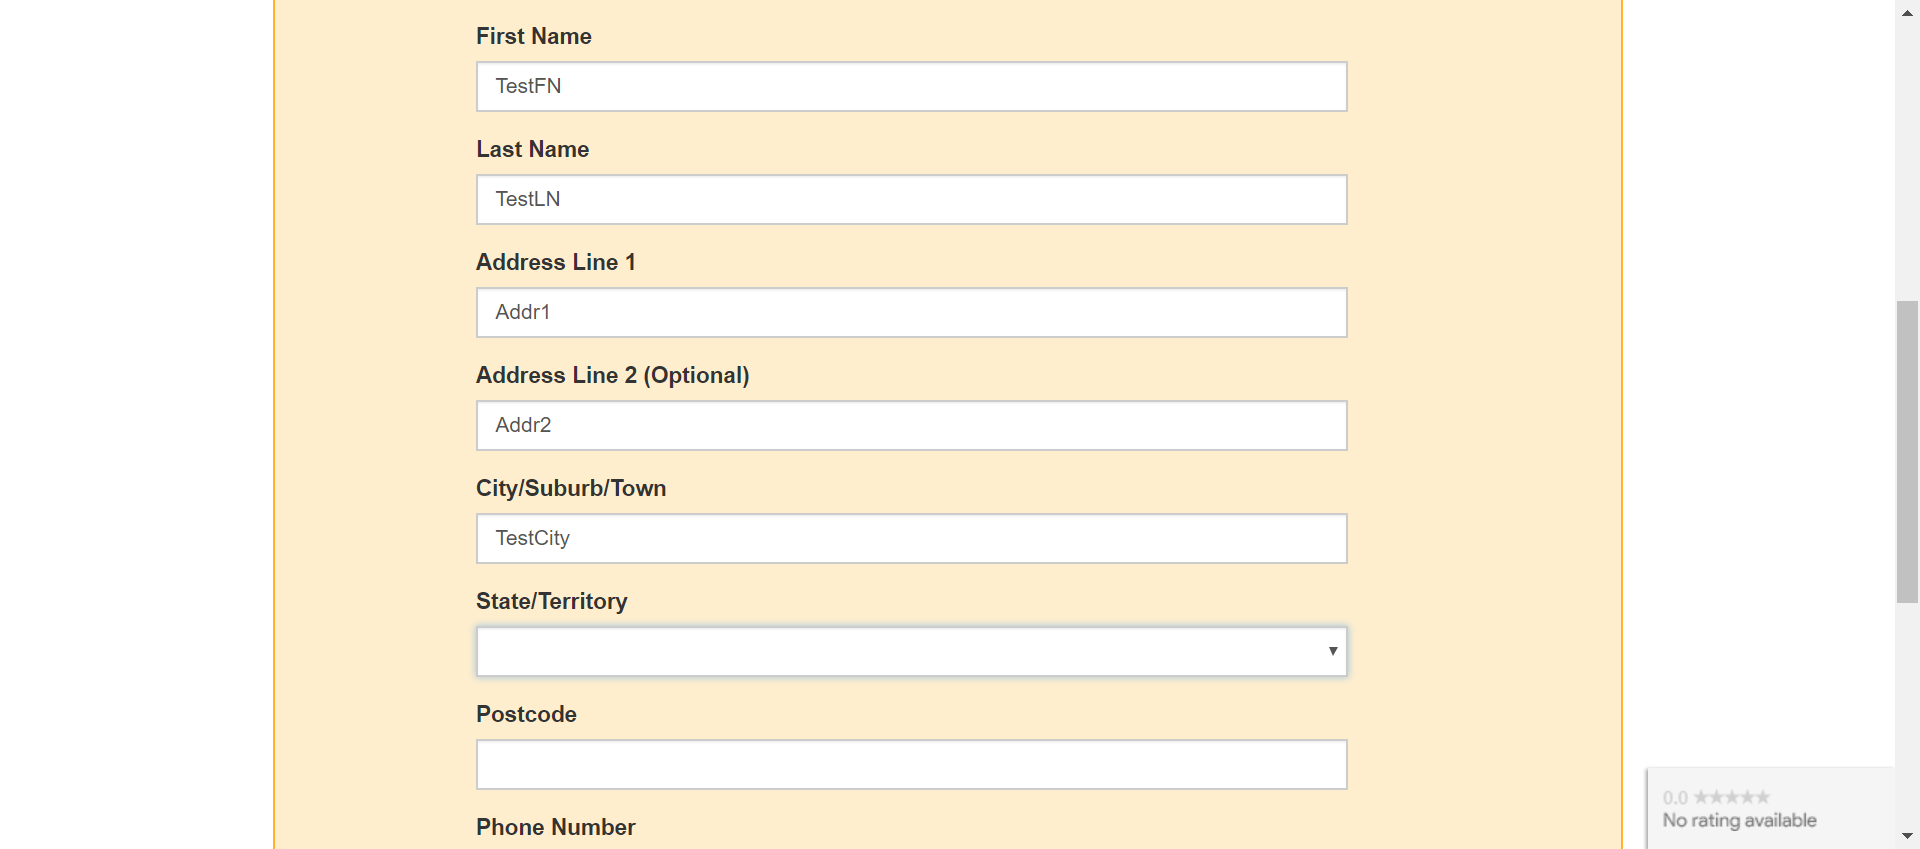 First Name
TestFN
Last Name
TestLN
Address Line 1
Addr1
Address Line 2 (Optional)
Addr2
City/Suburb/Town
TestCity
State/Territory
Postcode
Phone Number
0.0 ★★★★★
No rating available